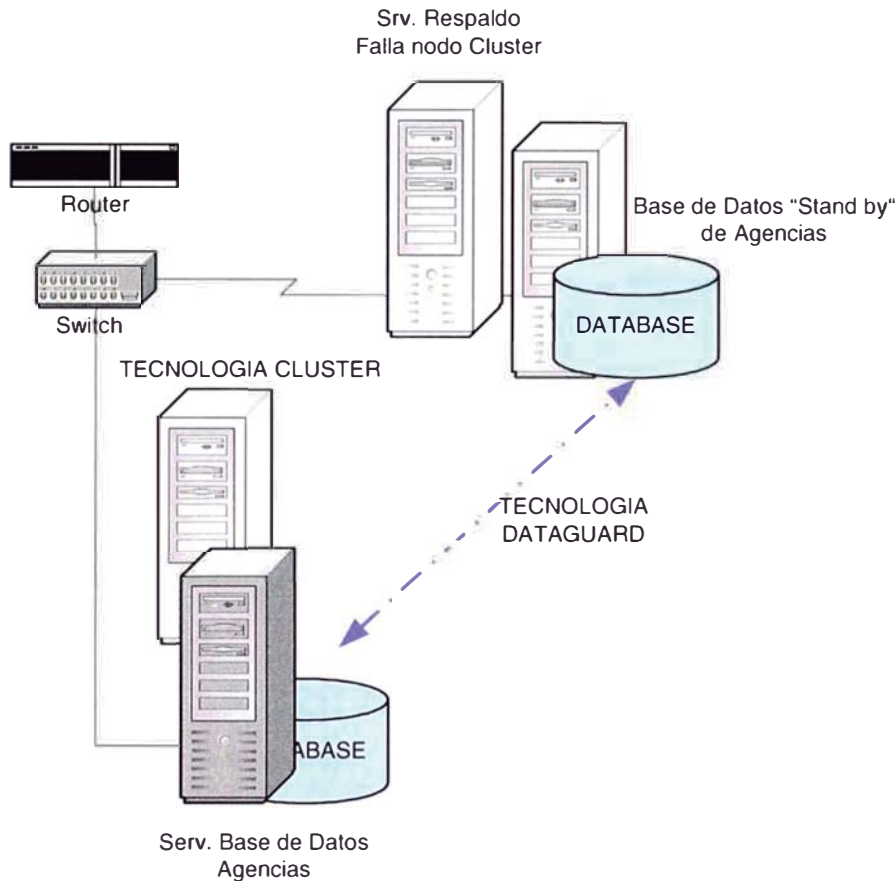 Srv. Respaldo
Falla nodo Cluster
Router
Base de Datos “Stand by“
de Agencias
Switch
DATABASE
TECNOLOGIA CLUSTER
TECNOLOGIA
DATAGUARD
ABASE
Serv. Base de Datos
Agencias